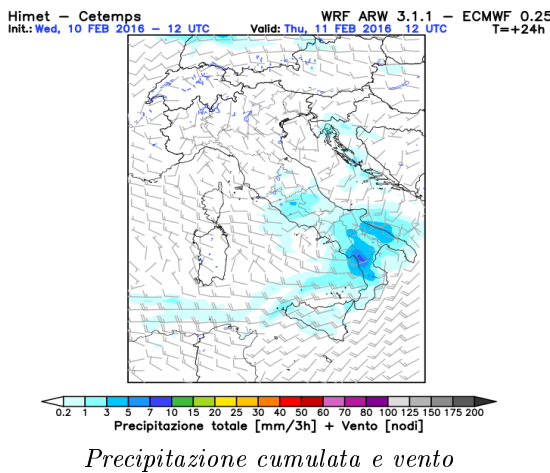 Himet – Cetemps WRF ARW 3.1.1 – ECMWF 0.25
Init.: Wed, 10 FEB 2016 – 12 UTC Valid: Thu, 11 FEB 2016 12 UTC T=+24h
0.2 1 3 5 7 10 15 20 25 30 40 50 60 70 80 100 125 150 175 200
Precipitazione totale [mm/3h] + Vento [nodi]
Precipitazione cumulata e vento